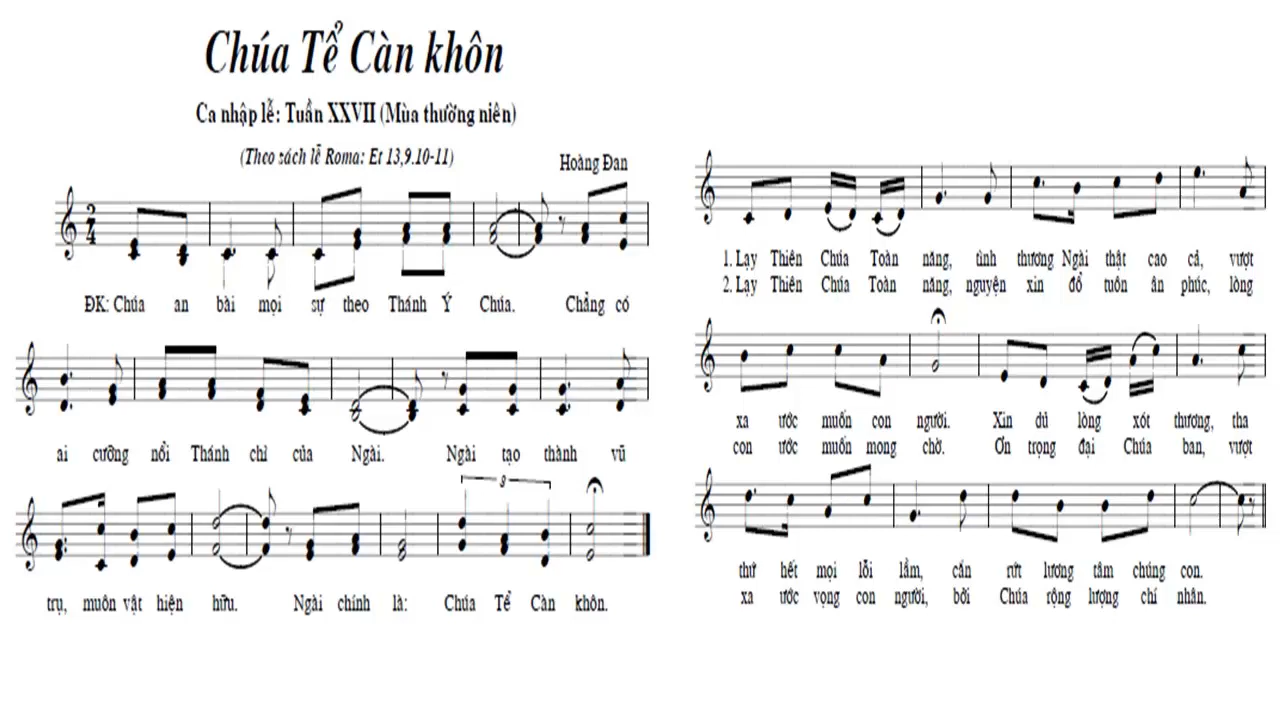 Chúa Tể Càn khôn
Ca nhập lễ: Tuần XXVII (Mùa thường niên)
(Theo sách lễ Roma: Et 13,9.10-11)
Hoàng Đan
2
4
ĐK: Chúa an bài mọi sự theo Thánh Ý Chúa. Chẳng có
ai cưỡng nổi Thánh chỉ của Ngài. Ngài tạo thành vũ
3
trụ, muôn vật hiện hữu. Ngài chính là: Chúa Tể Càn khôn.
1. Lạy Thiên Chúa Toàn năng, tình thương Ngài thật cao cả, vượt
2. Lạy Thiên Chúa Toàn năng, nguyện xin đổ tuôn ân phúc, lòng
xa ước muốn con người. Xin dủ lòng xót thương, tha
con ước muốn mong chờ. Ơn trọng đại Chúa ban, vượt
thứ hết mọi lỗi lầm, cắn rứt lương tâm chúng con.
xa ước vọng con người, bởi Chúa rộng lượng chí nhân.